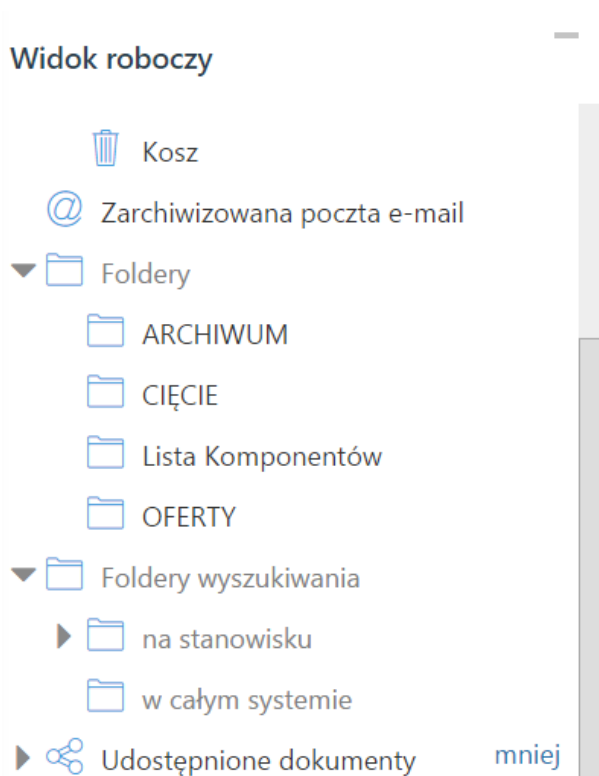 Widok roboczy
Kosz
Zarchiwizowana poczta e-mail
Foldery
ARCHIWUM
CIĘCIE
Lista Komponentów
OFERTY
Foldery wyszukiwania
na stanowisku
w całym systemie
Udostępnione dokumenty mniej